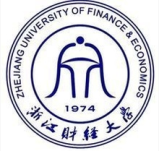 ZHEJIANG UNIVERSITY OF FINANCE & ECONOMICS
1974
浙江财经大学